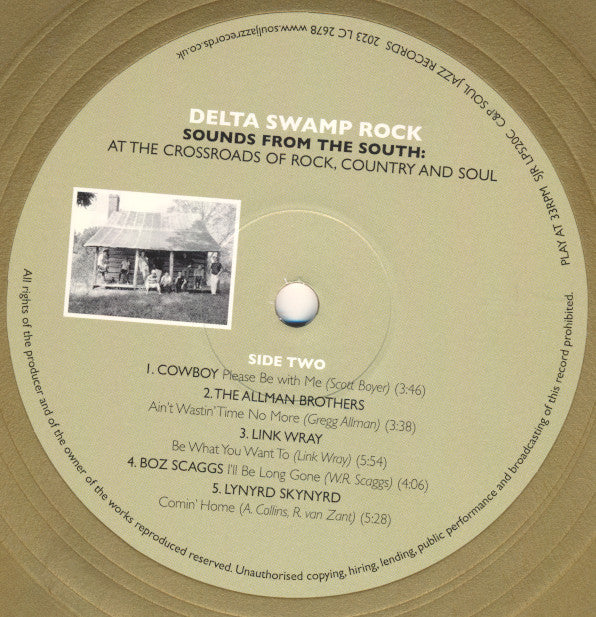 DELTA SWAMP ROCK
SOUNDS FROM THE SOUTH:
AT THE CROSSROADS OF ROCK, COUNTRY AND SOUL
SIDE TWO
1. COWBOY Please Be with Me (Scott Boyer) (3:46)
2. THE ALLMAN BROTHERS
Ain't Wastin' Time No More (Gregg Allman) (3:38)
3. LINK WRAY
Be What You Want To (Link Wray) (5:54)
4. BOZ SCAGGS I'll Be Long Gone (W.R. Scaggs) (4:06)
5. LYNYRD SKYNYRD
Comin' Home (A. Collins, R. van Zant) (5:28)
All rights of the producer and of the owner of the works reproduced reserved. Unauthorised copying, hiring, lending, public performance and broadcasting of this record prohibited.
PLAY AT 33RPM SJR LP520C C&P SOUL JAZZ RECORDS 2023 LC 2678 www.souljazzrecords.co.uk